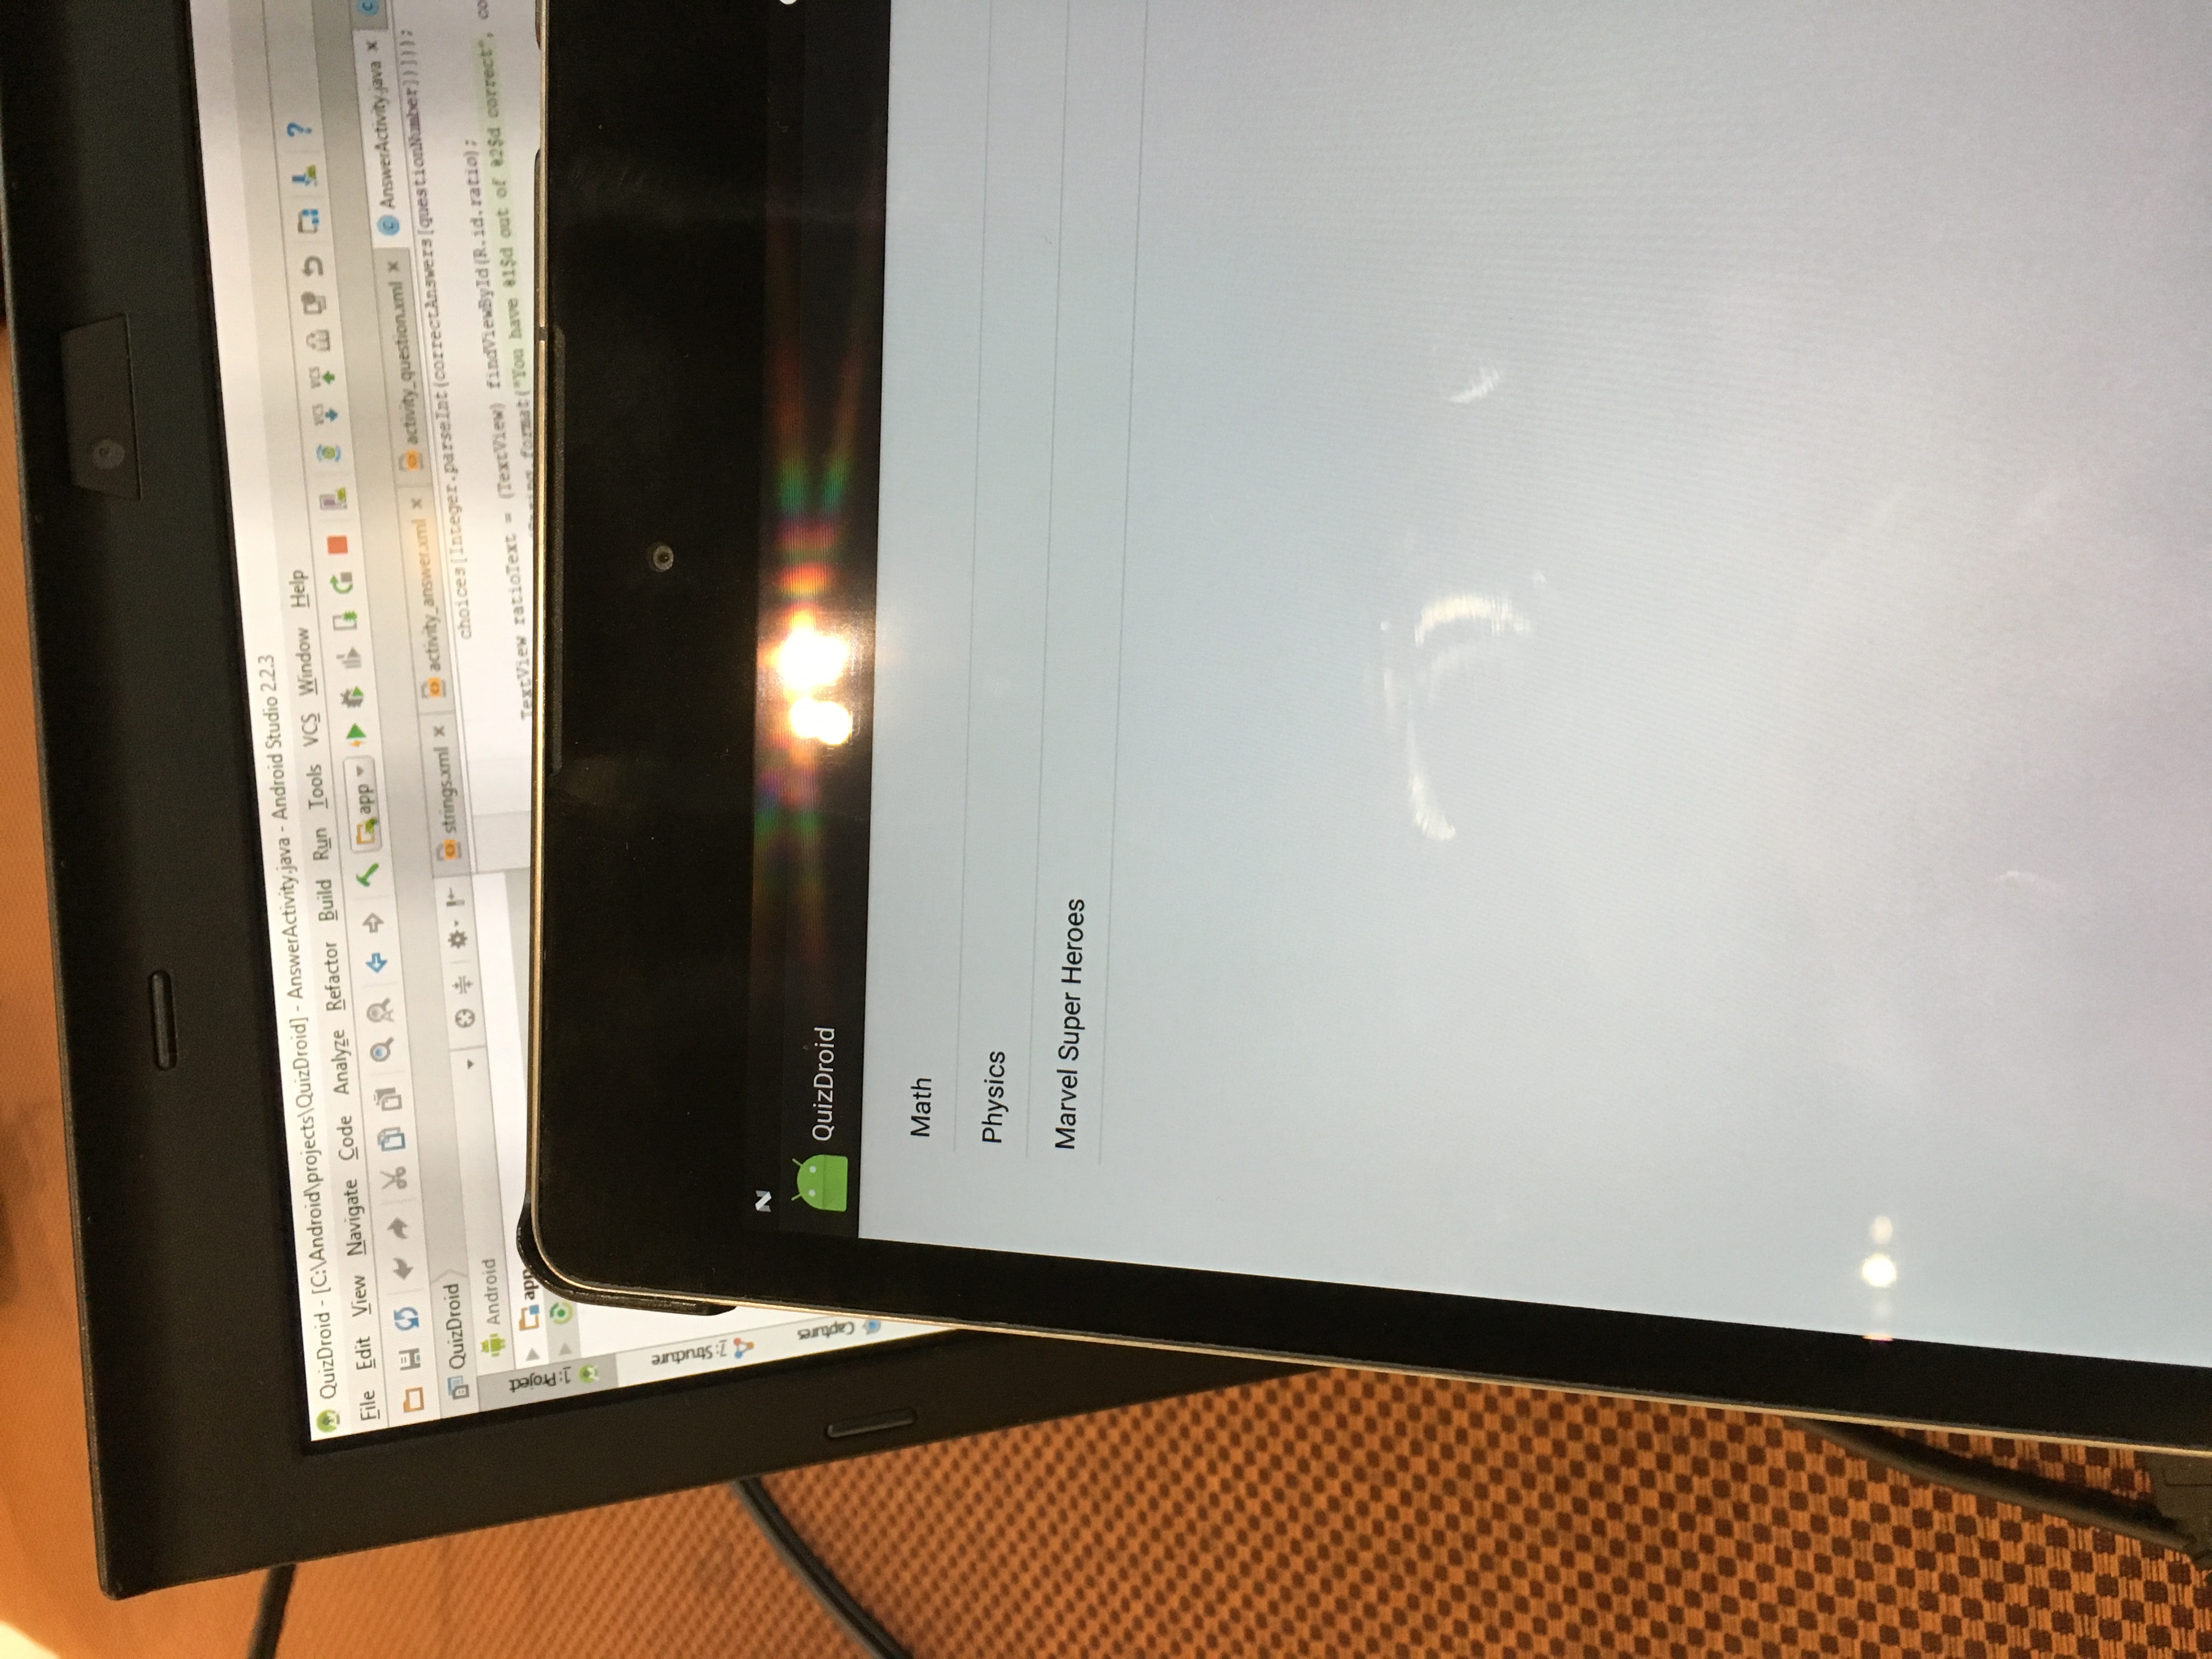 QuizDroid - [C:\Android\projects\QuizDroid] - AnswerActivity.java - Android Studio 2.2.3
File Edit View Navigate Code Analyze Refactor Build Run Tools VCS Window Help
app
VCS VCS ?
QuizDroid
strings.xml activity_answer.xml activity_question.xml AnswerActivity.java
Android
app
1: Project
7: Structure
Captures
choices[Integer.parseInt(correctAnswers[questionNumber])]));
TextView ratioText = (TextView) findViewById(R.id.ratio);
format("You have %1$d out of %2$d correct", co
N
QuizDroid
Math
Physics
Marvel Super Heroes